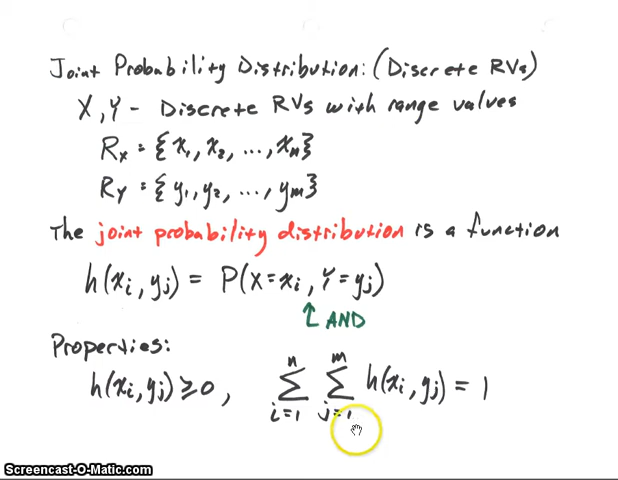 Joint Probability Distribution: (Discrete RVs)
X, Y - Discrete RVs with range values
Rx = {x1, x2, ..., xn}
RY = {y1, y2, ..., ym}
The joint probability distribution is a function
h(xi, yj) = P(X=xi, Y=yj)
↑ AND
Properties:
h(xi, yj) ≥ 0, n∑i=1 m∑j=1 h(xi, yj) = 1
Screencast-O-Matic.com